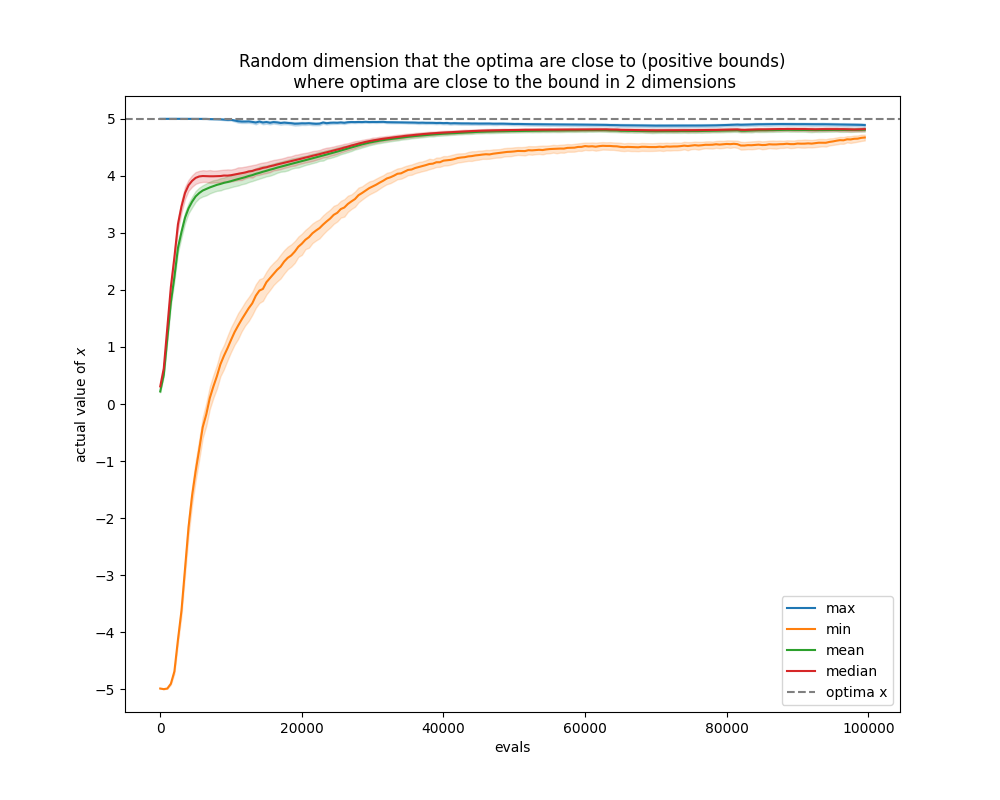 Random dimension that the optima are close to (positive bounds)
where optima are close to the bound in 2 dimensions
5
4
3
2
1
0
−1
−2
−3
−4
−5
actual value of x
max
min
mean
median
optima x
0
20000
40000
60000
80000
100000
evals